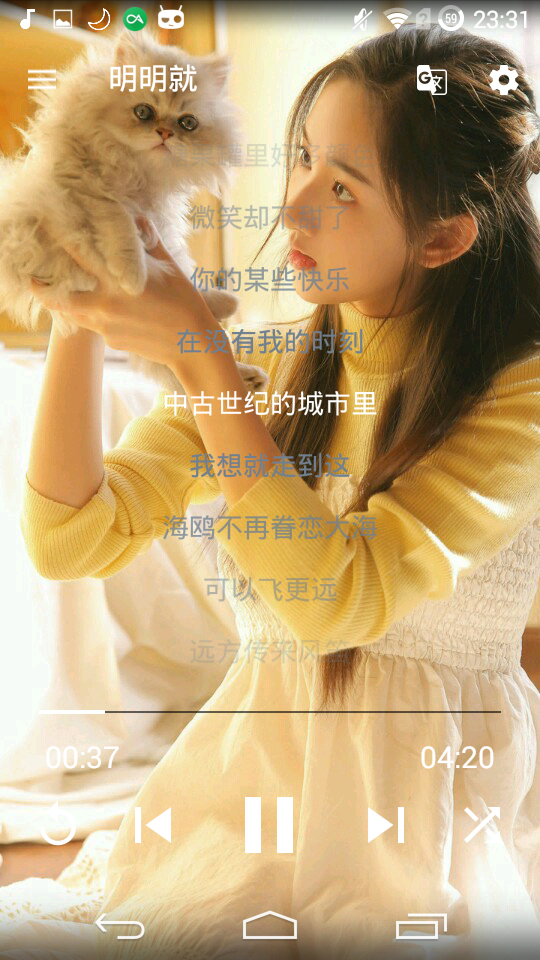 59 23:31
明明就
微笑却不甜了
你的某些快乐
在没有我的时刻
中古世纪的城市里
我想就走到这
海鸥不再眷恋大海
可以飞更远
远方传来风笛
00:37 04:20